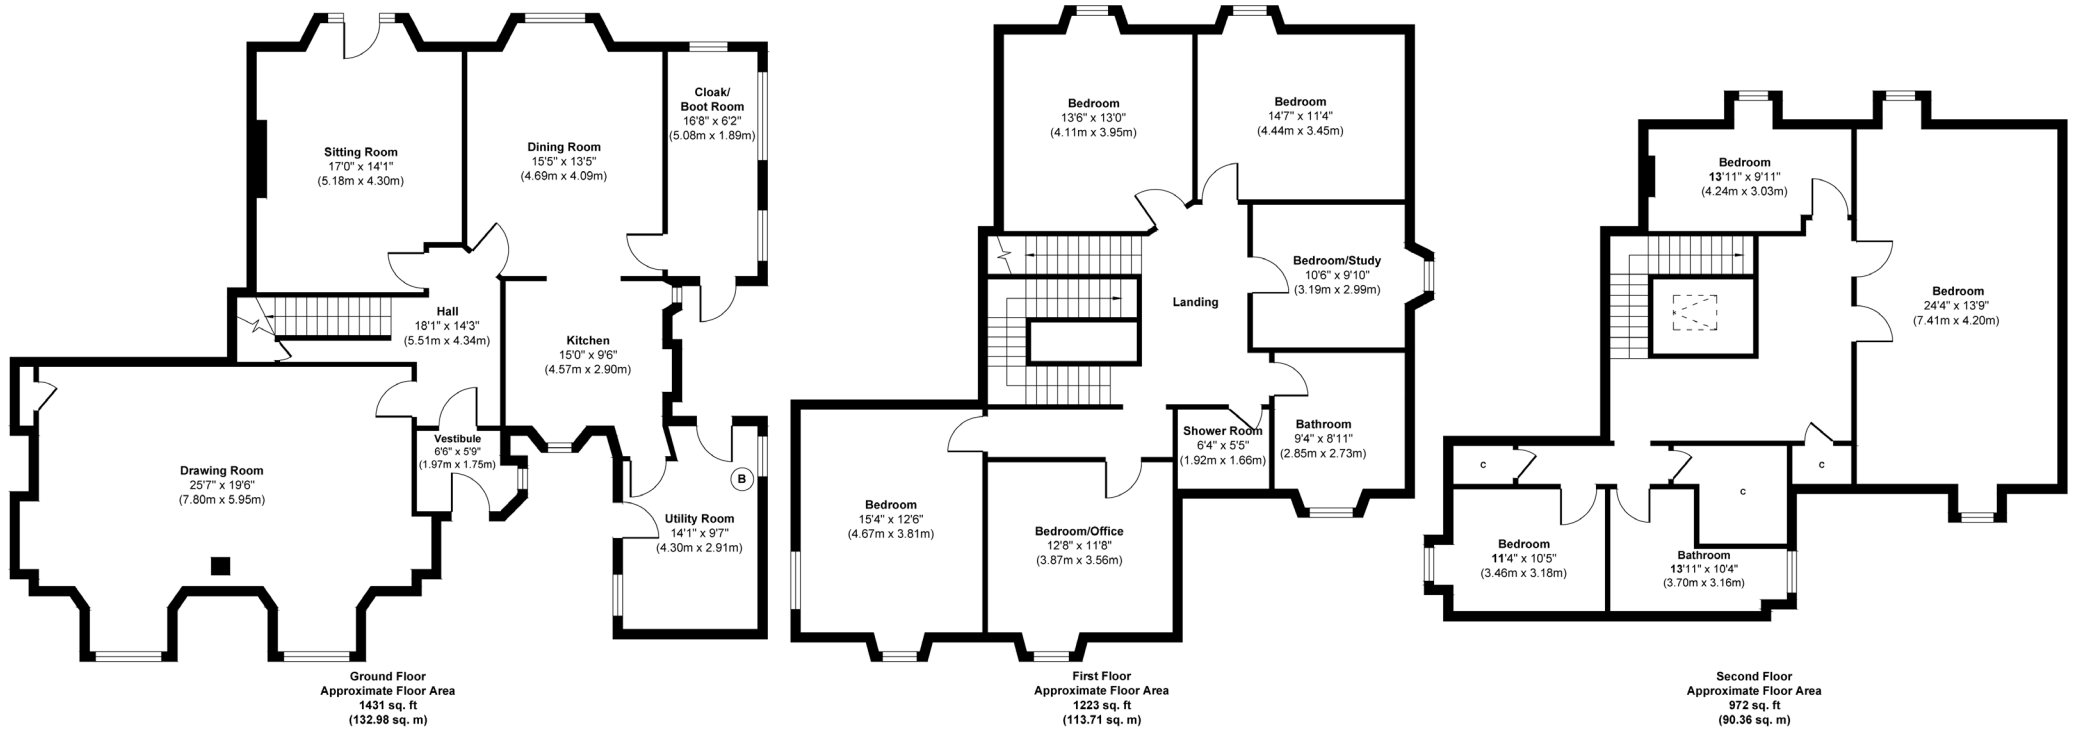 Sitting Room
17'0" x 14'1"
(5.18m x 4.30m)
Dining Room
15'5" x 13'5"
(4.69m x 4.09m)
Cloak/
Boot Room
16'8" x 6'2"
(5.08m x 1.89m)
Hall
18'1" x 14'3"
(5.51m x 4.34m)
Kitchen
15'0" x 9'6"
(4.57m x 2.90m)
Drawing Room
25'7" x 19'6"
(7.80m x 5.95m)
Vestibule
6'6" x 5'9"
(1.97m x 1.75m)
B
Utility Room
14'1" x 9'7"
(4.30m x 2.91m)
Ground Floor
Approximate Floor Area
1431 sq. ft
(132.98 sq. m)
Bedroom
13'6" x 13'0"
(4.11m x 3.95m)
Bedroom
14'7" x 11'4"
(4.44m x 3.45m)
Bedroom/Study
10'6" x 9'10"
(3.19m x 2.99m)
Landing
Shower Room
6'4" x 5'5"
(1.92m x 1.66m)
Bathroom
9'4" x 8'11"
(2.85m x 2.73m)
Bedroom
15'4" x 12'6"
(4.67m x 3.81m)
Bedroom/Office
12'8" x 11'8"
(3.87m x 3.56m)
First Floor
Approximate Floor Area
1223 sq. ft
(113.71 sq. m)
Bedroom
13'11" x 9'11"
(4.24m x 3.03m)
Bedroom
24'4" x 13'9"
(7.41m x 4.20m)
C
C
C
Bedroom
11'4" x 10'5"
(3.46m x 3.18m)
Bathroom
13'11" x 10'4"
(3.70m x 3.16m)
Second Floor
Approximate Floor Area
972 sq. ft
(90.36 sq. m)